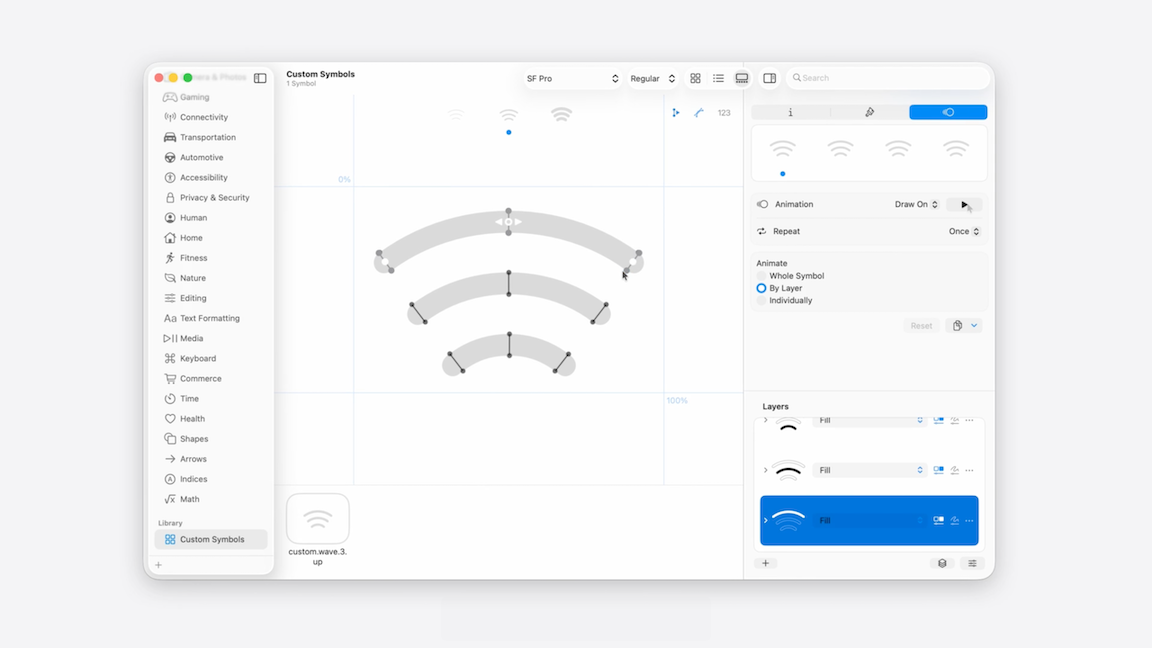 Camera & Photos
Gaming
Connectivity
Transportation
Automotive
Accessibility
Privacy & Security
Human
Home
Fitness
Nature
Editing
Aa Text Formatting
Media
Keyboard
Commerce
Time
Health
Shapes
Arrows
Indices
Math
Library
Custom Symbols
Custom Symbols
1 Symbol
SF Pro
Regular
Search
123
0%
100%
custom.wave.3.
up
Animation
Draw On
Repeat
Once
Animate
Whole Symbol
By Layer
Individually
Reset
Layers
Fill
Fill
Fill